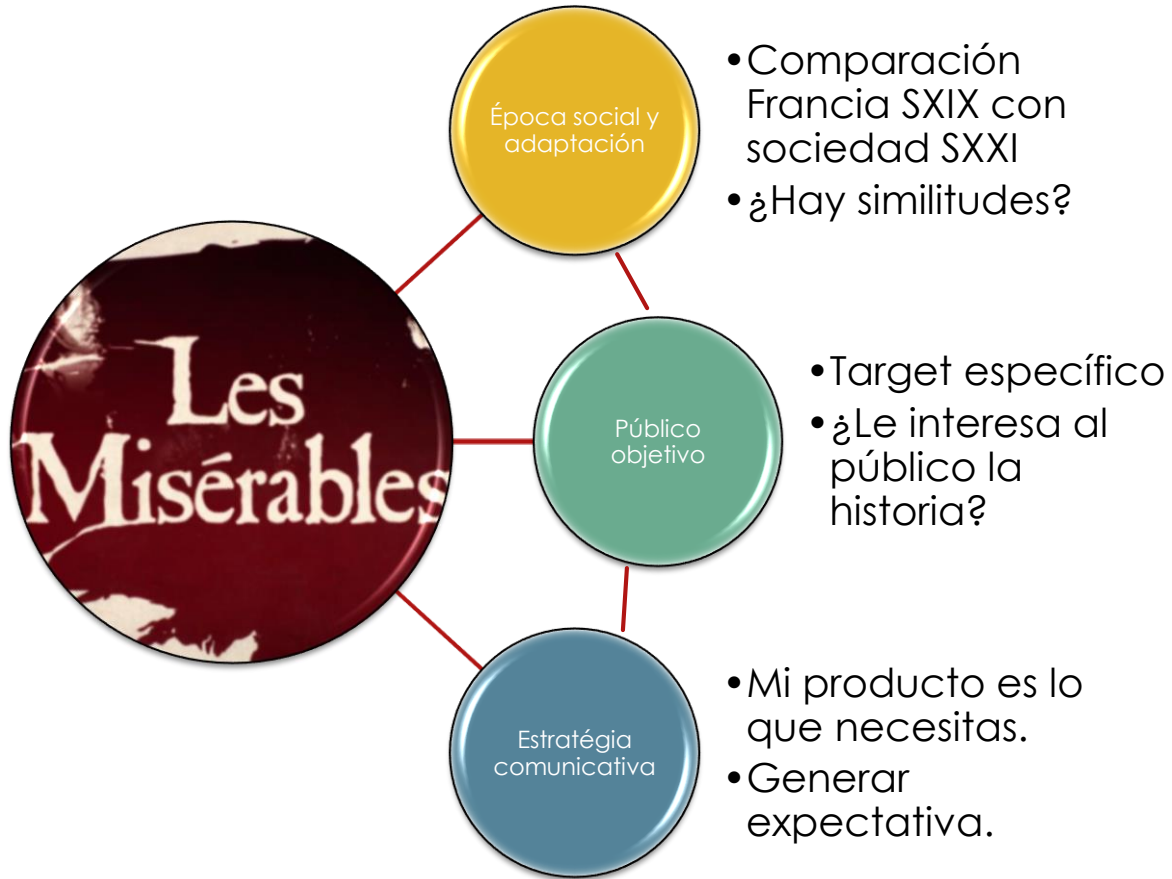 Les
Misérables
Época social y
adaptación
•Comparación
Francia SXIX con
sociedad SXXI
•¿Hay similitudes?
Público
objetivo
•Target específico
•¿Le interesa al
público la
historia?
Estratégia
comunicativa
•Mi producto es lo
que necesitas.
•Generar
expectativa.